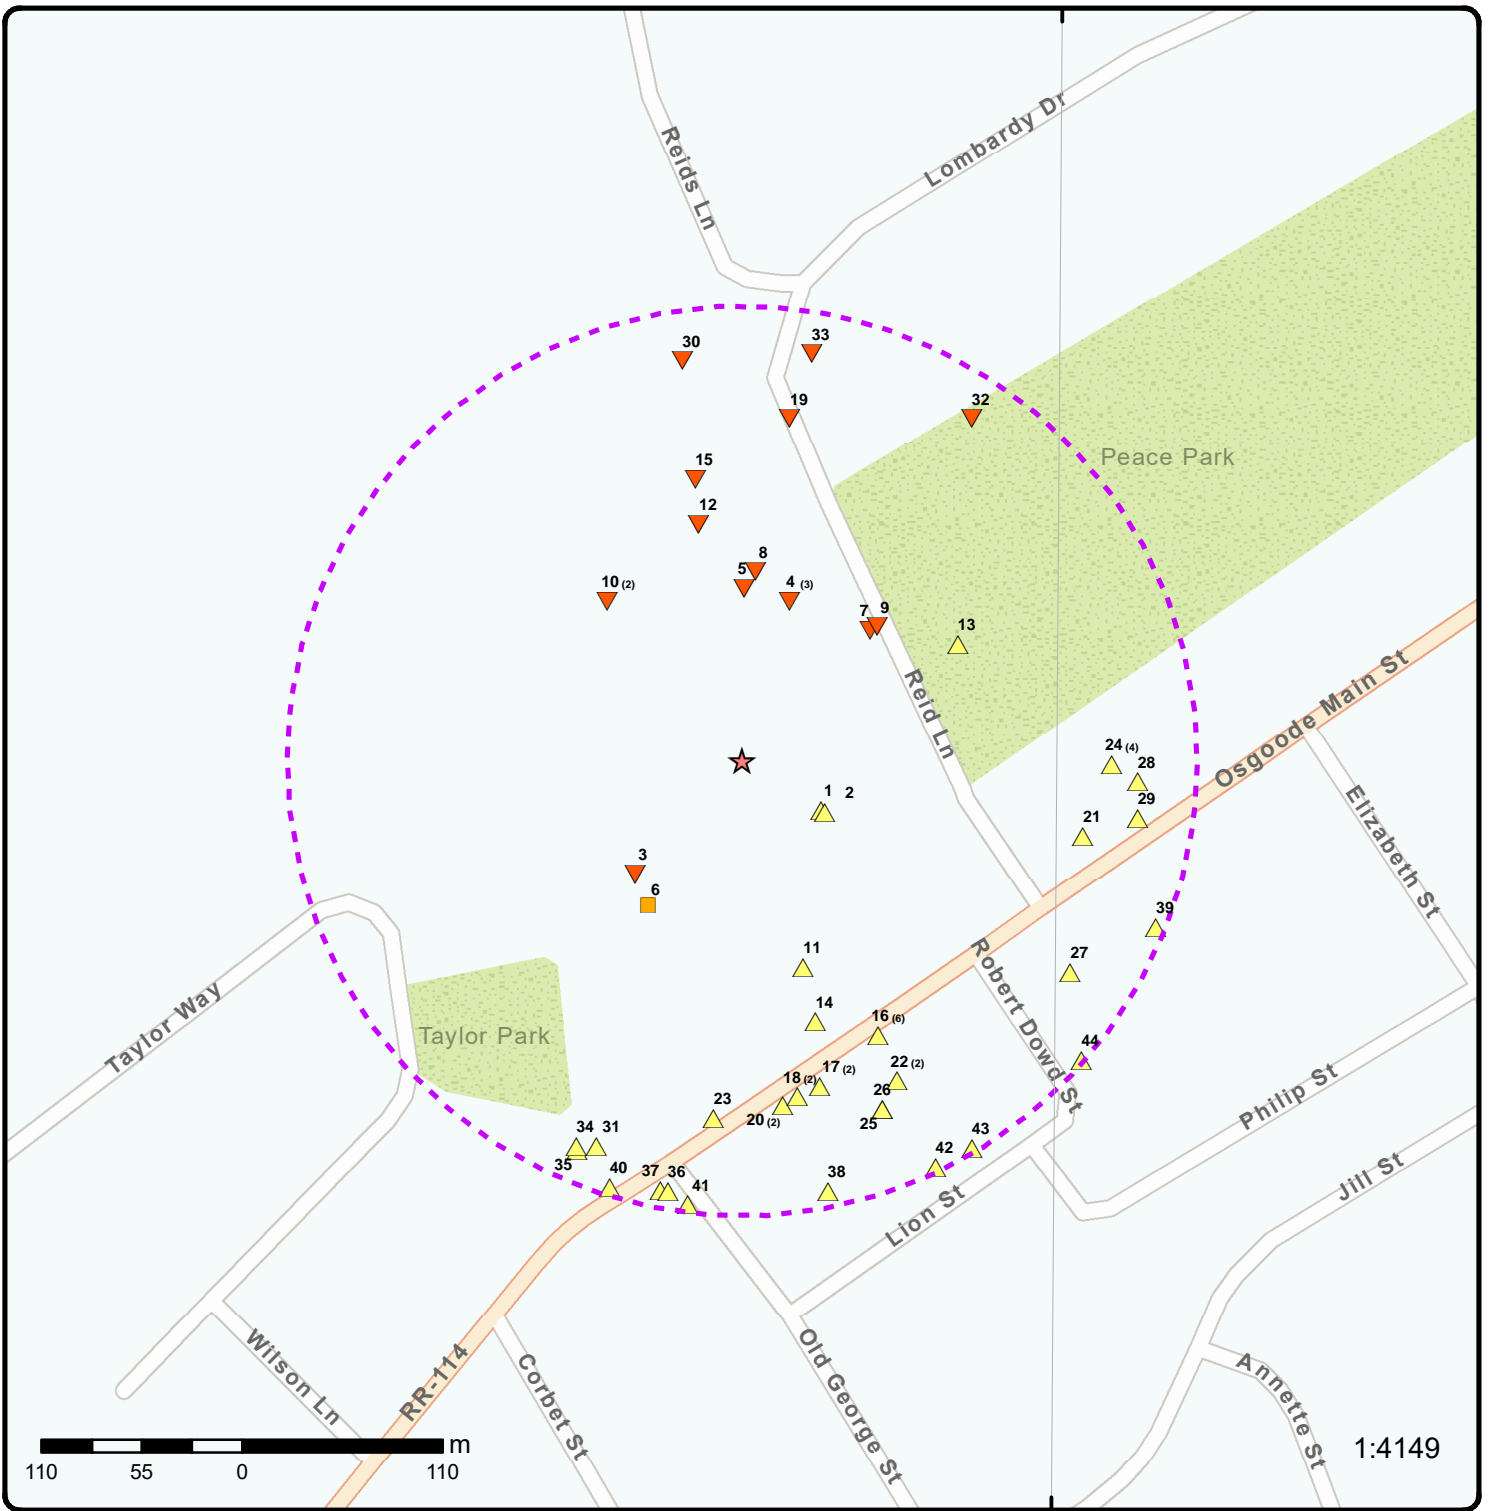 Reids Ln
Lombardy Dr
30
33
19
32
Peace Park
15
12
8
5
4 (3)
10 (2)
7
9
13
Reid Ln
Osgoode Main St
24 (4)
28
29
21
1
2
3
6
Elizabeth St
39
27
11
14
16 (6)
Robert Dowd St
44
Taylor Way
Taylor Park
17 (2)
22 (2)
18 (2)
26
20 (2)
25
23
Philip St
34
31
35
40
37
36
41
38
42
43
Lion St
Jill St
Wilson Ln
RR-114
Corbet St
Old George St
Annette St
m
110
55
0
110
1:4149